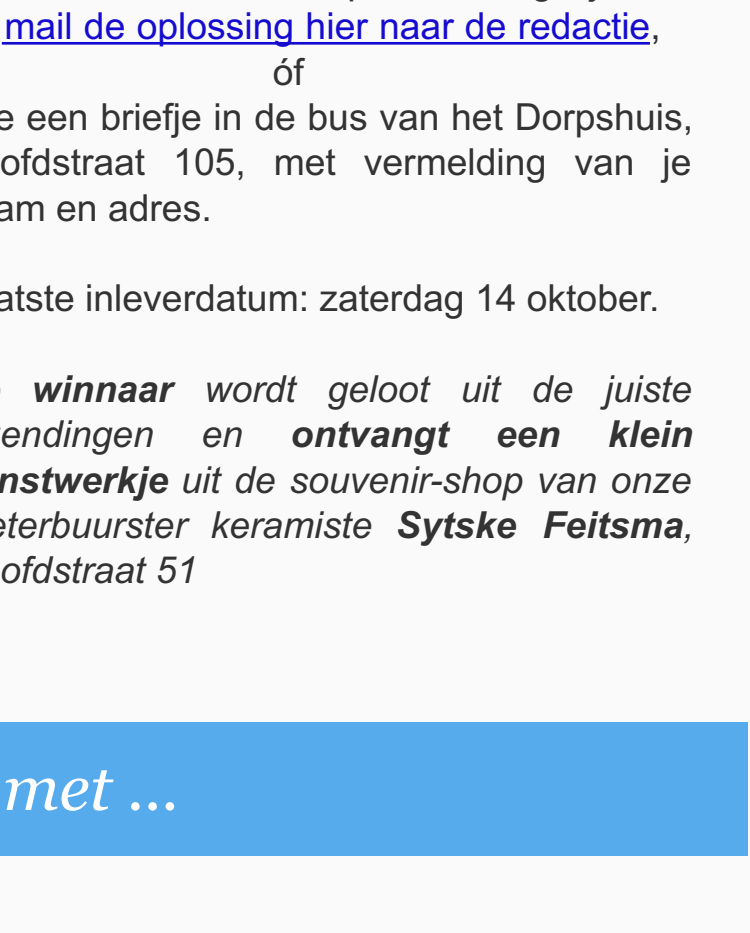 mail de oplossing hier naar de redactie,
óf
e een briefje in de bus van het Dorpshuis,
ofdstraat 105, met vermelding van je
am en adres.
atste inleverdatum: zaterdag 14 oktober.
winnaar wordt geloot uit de juiste
endingen en ontvangt een klein
nstwerkje uit de souvenir-shop van onze
eterbuurster keramiste Sytske Feitsma,
ofdstraat 51
met ...